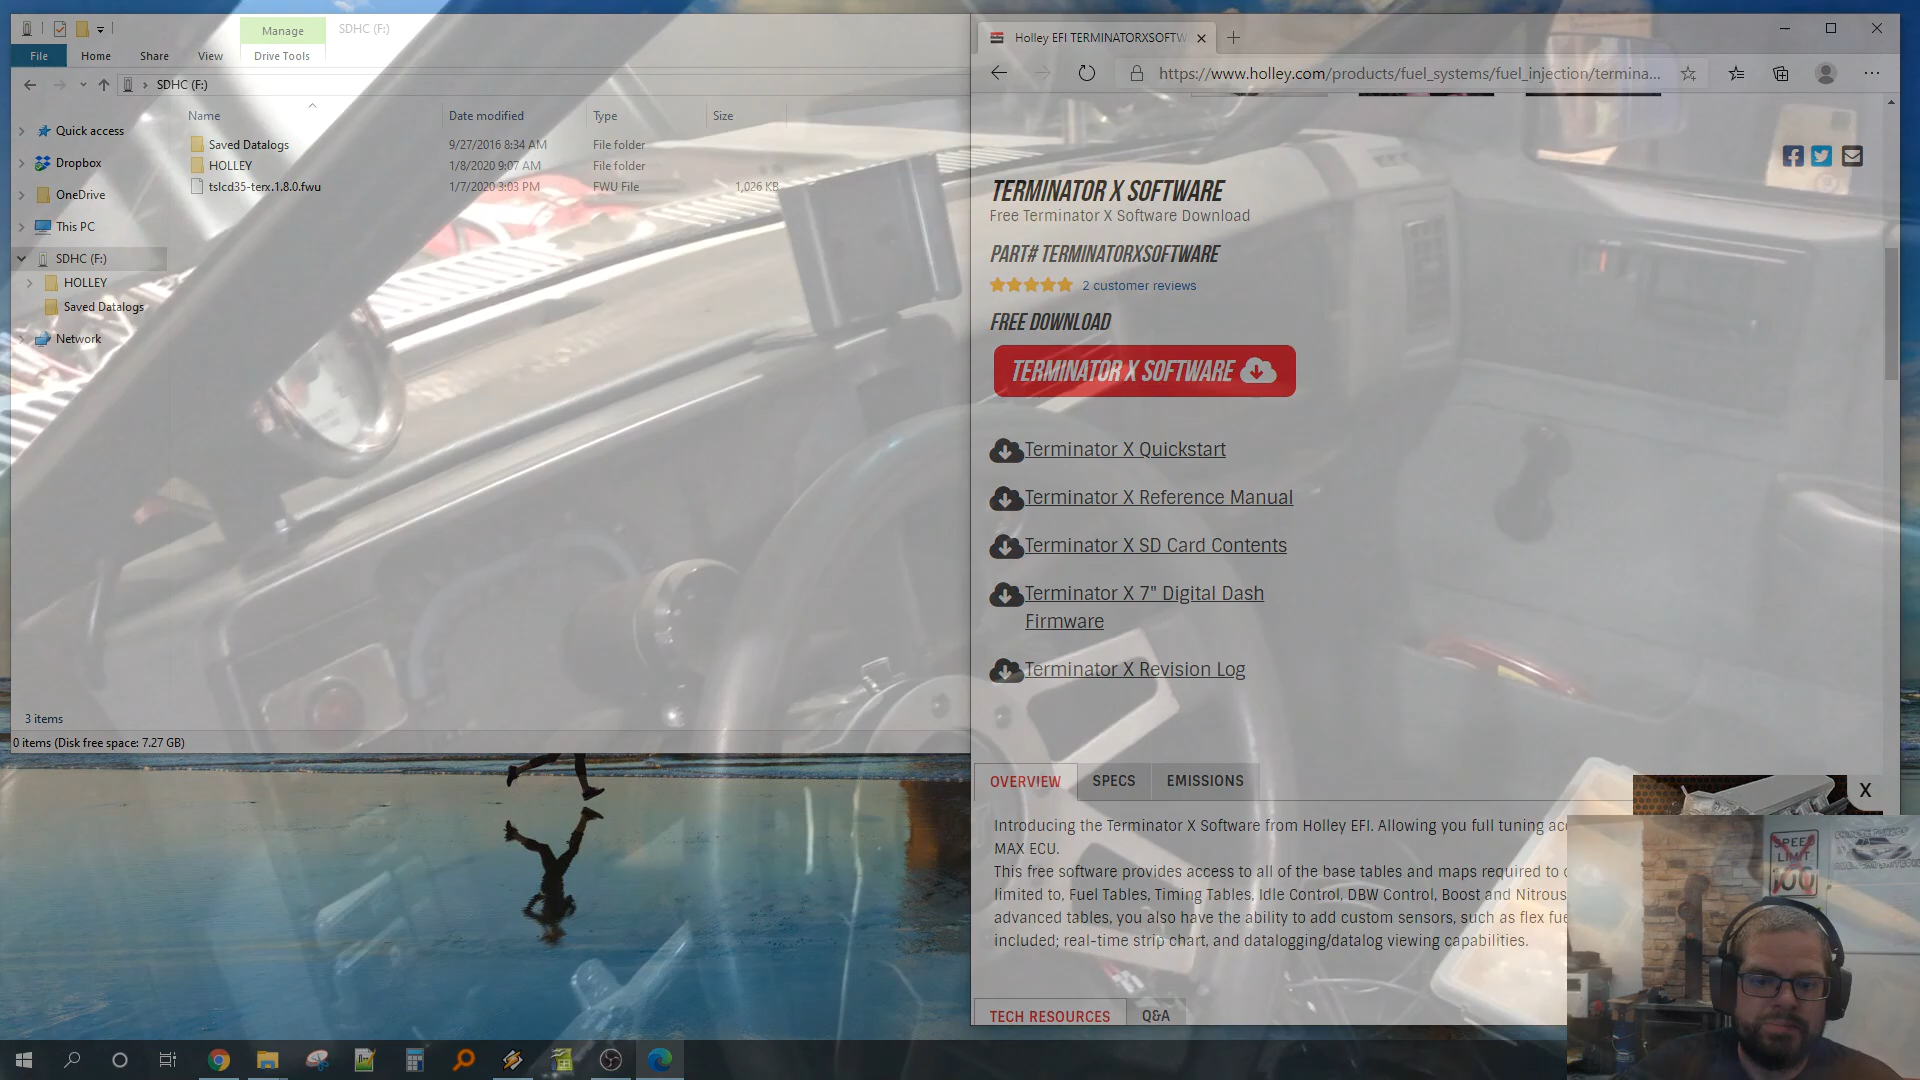 Manage
SDHC (F:)
File
Home
Share
View
Drive Tools
SDHC (F:)
Name
Date modified
Type
Size
Quick access
Dropbox
OneDrive
This PC
SDHC (F:)
HOLLEY
Saved Datalogs
Network
Saved Datalogs
9/27/2016 8:34 AM
File folder
HOLLEY
1/8/2020 9:07 AM
File folder
tslcd35-terx.1.8.0.fwu
1/7/2020 3:03 PM
FWU File
1,026 KB
3 items
0 items (Disk free space: 7.27 GB)
Holley EFI TERMINATORXSOFTW
https://www.holley.com/products/fuel_systems/fuel_injection/termina...
TERMINATOR X SOFTWARE
Free Terminator X Software Download
PART# TERMINATORXSOFTWARE
2 customer reviews
FREE DOWNLOAD
TERMINATOR X SOFTWARE
Terminator X Quickstart
Terminator X Reference Manual
Terminator X SD Card Contents
Terminator X 7" Digital Dash
Firmware
Terminator X Revision Log
OVERVIEW
SPECS
EMISSIONS
X
Introducing the Terminator X Software from Holley EFI. Allowing you full tuning acc
MAX ECU.
This free software provides access to all of the base tables and maps required to
limited to, Fuel Tables, Timing Tables, Idle Control, DBW Control, Boost and Nitrous
advanced tables, you also have the ability to add custom sensors, such as flex fue
included; real-time strip chart, and datalogging/datalog viewing capabilities.
TECH RESOURCES
Q&A
SPEED
LIMIT
100